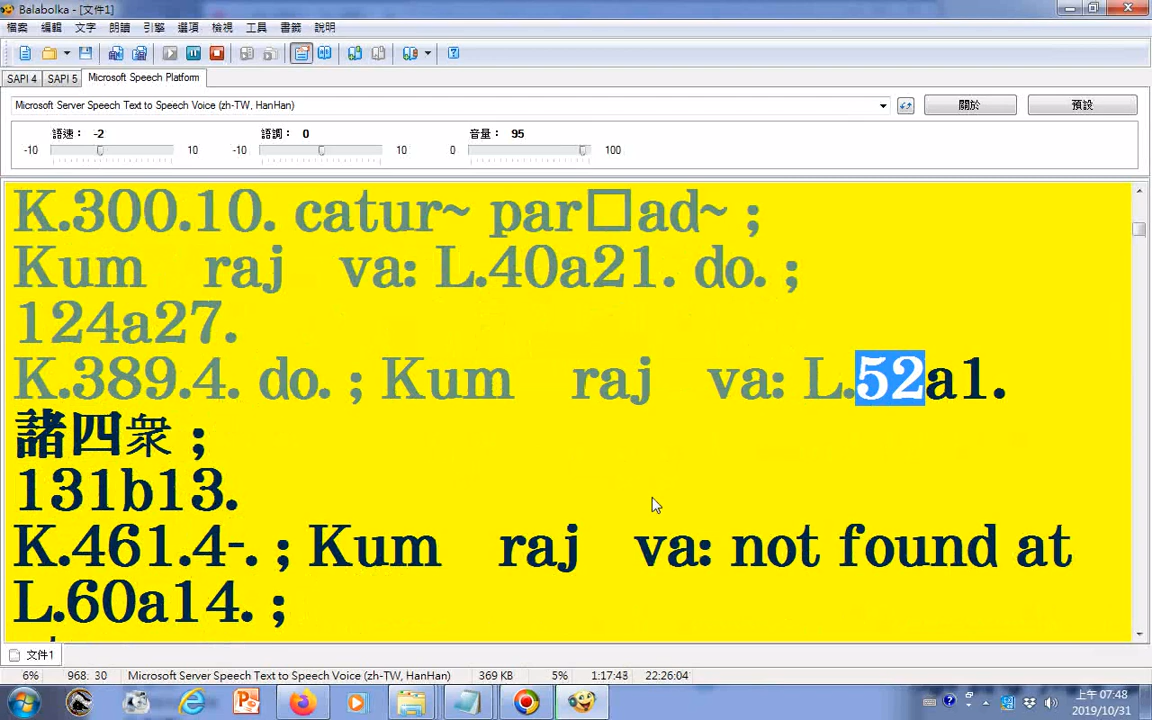 Balabolka - [文件1]
檔案 編輯 文字 朗讀 引擎 選項 檢視 工具 書籤 說明
SAPI 4 SAPI 5 Microsoft Speech Platform
Microsoft Server Speech Text to Speech Voice (zh-TW, HanHan) 關於 預設
語速： -2 語調： 0 音量： 95
-10 10 -10 10 0 100
K.300.10. catur~ par□ad~ ;
Kum raj va: L.40a21. do. ;
124a27.
K.389.4. do. ; Kum raj va: L.52a1.
諸四衆 ;
131b13.
K.461.4-. ; Kum raj va: not found at
L.60a14. ;
文件1
6% 968. 30 Microsoft Server Speech Text to Speech Voice (zh-TW, HanHan) 369 KB 5% 1:17:43 22:26:04
上午 07:48
2019/10/31